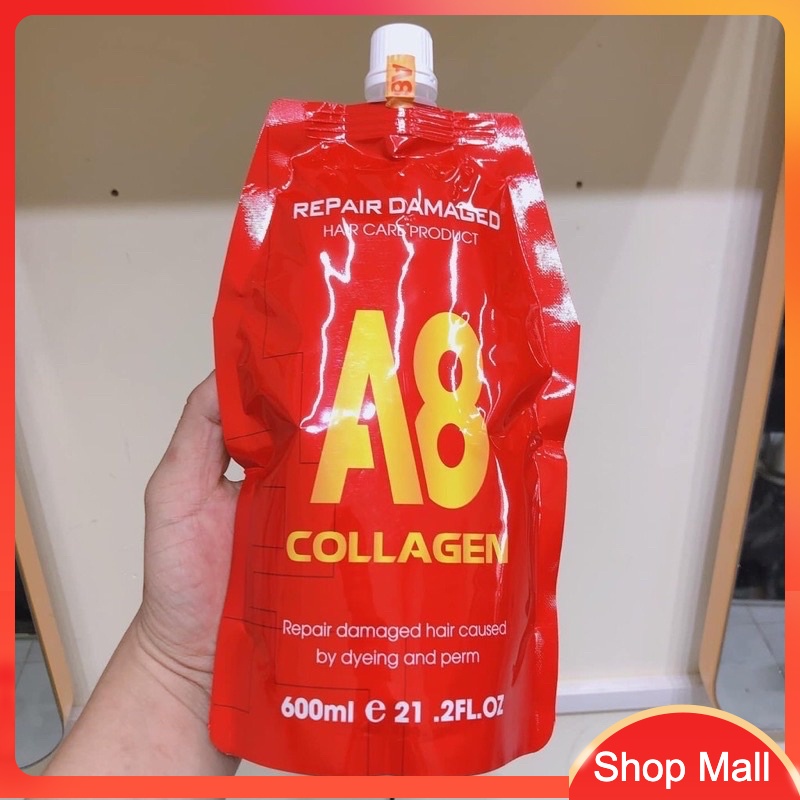 REPAIR DAMAGED
HAIR CARE PRODUCT
A8
COLLAGEN
Repair damaged hair caused
by dyeing and perm
600ml e 21 .2FL.OZ
Shop Mall